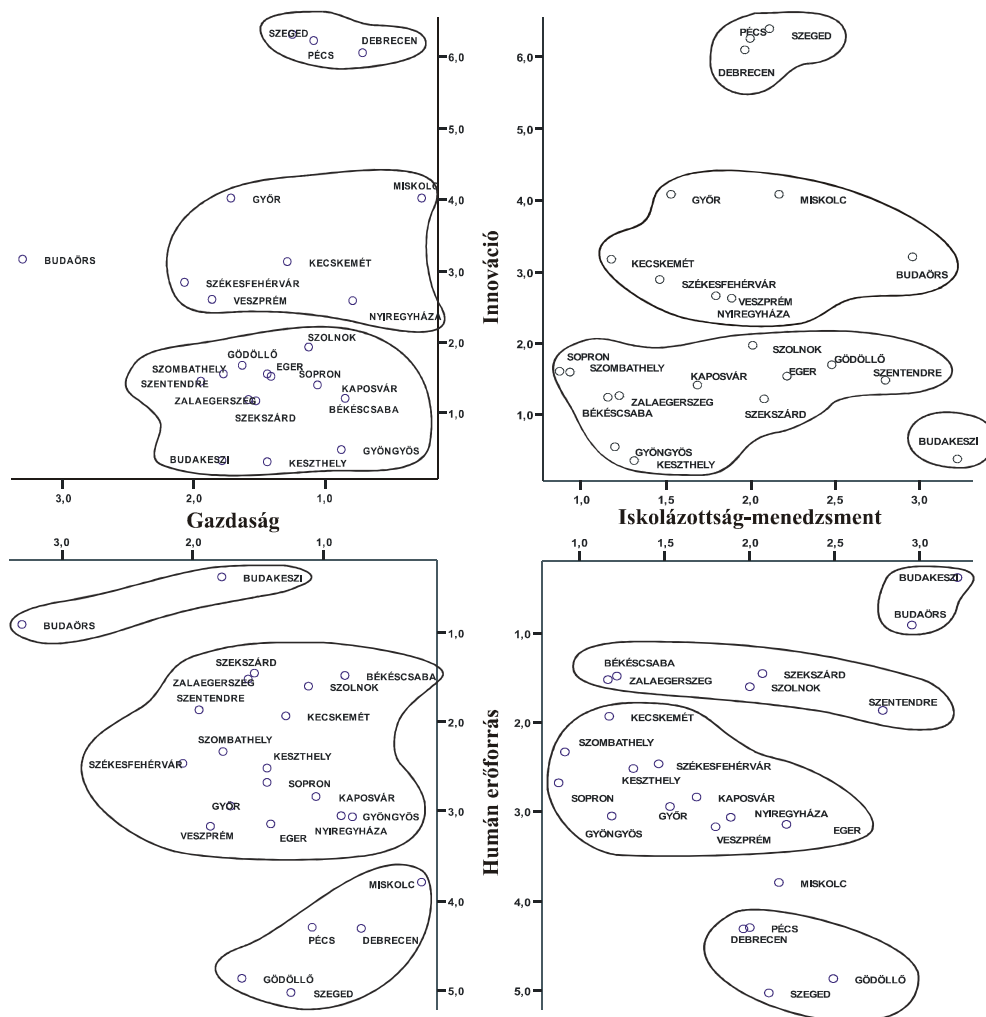 SZEGED
PÉCS
DEBRECEN
6,0
5,0
4,0
3,0
2,0
1,0
GYŐR
MISKOLC
BUDAÖRS
KECSKEMÉT
SZÉKESFEHÉRVÁR
VESZPRÉM
NYIREGYHÁZA
SZOLNOK
GÖDÖLLŐ
SZOMBATHELY
EGER
SZENTENDRE
SOPRON
KAPOSVÁR
ZALAEGERSZEG
BÉKÉSCSABA
SZEKSZÁRD
GYÖNGYÖS
BUDAKESZI
KESZTHELY
3,0
2,0
1,0
Gazdaság
Innováció
PÉCS
SZEGED
DEBRECEN
6,0
5,0
4,0
3,0
2,0
1,0
GYŐR
MISKOLC
KECSKEMÉT
BUDAÖRS
SZÉKESFEHÉRVÁR
VESZPRÉM
NYIREGYHÁZA
SZOLNOK
SOPRON
SZOMBATHELY
GÖDÖLLŐ
KAPOSVÁR
EGER
SZENTENDRE
ZALAEGERSZEG
BÉKÉSCSABA
SZEKSZÁRD
BUDAKESZI
GYÖNGYÖS
KESZTHELY
1,0
1,5
2,0
2,5
3,0
Iskolázottság-menedzsment
3,0
2,0
1,0
BUDAKESZI
BUDAÖRS
1,0
2,0
3,0
4,0
5,0
SZEKSZÁRD
ZALAEGERSZEG
BÉKÉSCSABA
SZOLNOK
SZENTENDRE
KECSKEMÉT
SZOMBATHELY
KESZTHELY
SZÉKESFEHÉRVÁR
SOPRON
KAPOSVÁR
GYŐR
GYÖNGYÖS
NYIREGYHÁZA
VESZPRÉM
EGER
MISKOLC
PÉCS
DEBRECEN
GÖDÖLLŐ
SZEGED
Humán erőforrás
1,0
1,5
2,0
2,5
3,0
BUDAKESZI
BUDAÖRS
1,0
2,0
3,0
4,0
5,0
BÉKÉSCSABA
ZALAEGERSZEG
SZEKSZÁRD
SZOLNOK
SZENTENDRE
KECSKEMÉT
SZOMBATHELY
SZÉKESFEHÉRVÁR
KESZTHELY
SOPRON
KAPOSVÁR
GYŐR
NYIREGYHÁZA
GYÖNGYÖS
VESZPRÉM
EGER
MISKOLC
PÉCS
DEBRECEN
GÖDÖLLŐ
SZEGED